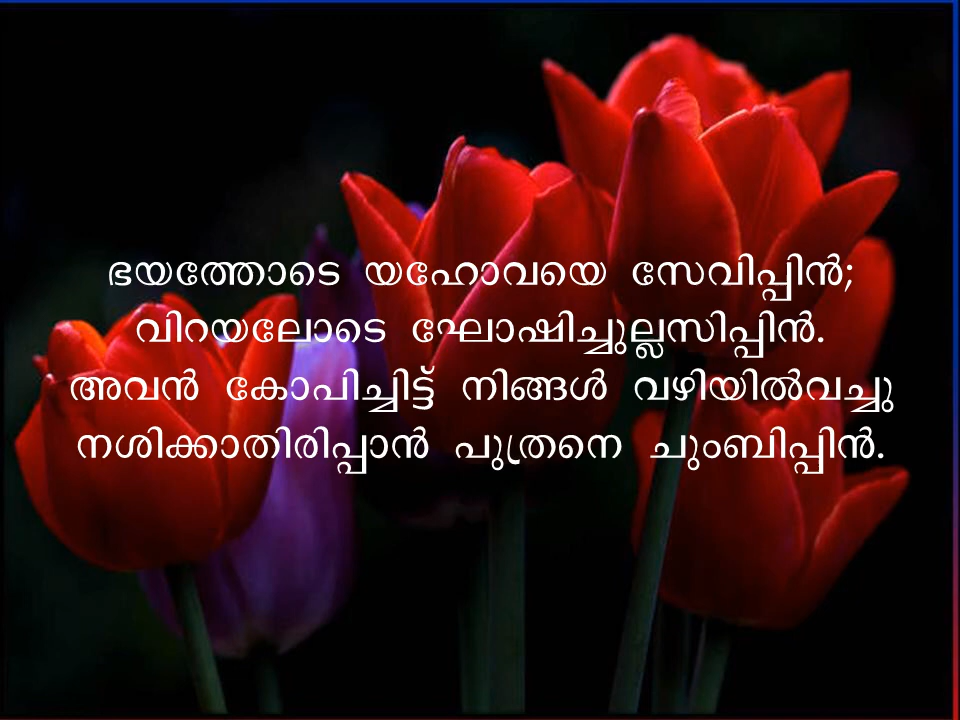 ഭയത്തോടെ യഹോവയെ സേവിപ്പിൻ;
വിറയലോടെ ഘോഷിച്ചുല്ലസിപ്പിൻ.
അവൻ കോപിച്ചിട്ട് നിങ്ങൾ വഴിയിൽവച്ചു
നശിക്കാതിരിപ്പാൻ പുത്രനെ ചുംബിപ്പിൻ.